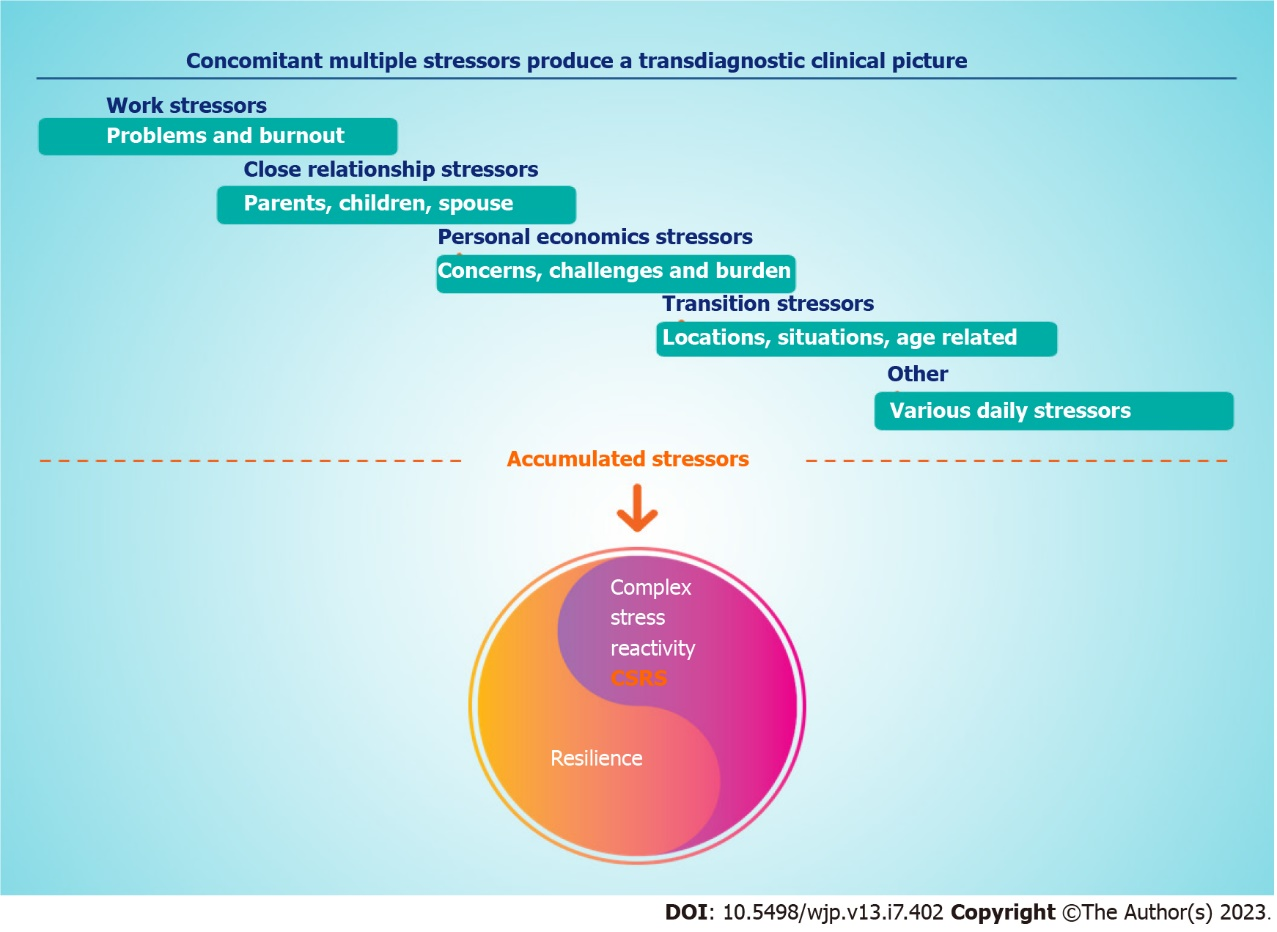 Concomitant multiple stressors produce a transdiagnostic clinical picture
Work stressors
Problems and burnout
Close relationship stressors
Parents, children, spouse
Personal economics stressors
Concerns, challenges and burden
Transition stressors
Locations, situations, age related
Other
Various daily stressors
Accumulated stressors
Complex
stress
reactivity
CSRS
Resilience
DOI: 10.5498/wjp.v13.i7.402 Copyright ©The Author(s) 2023.